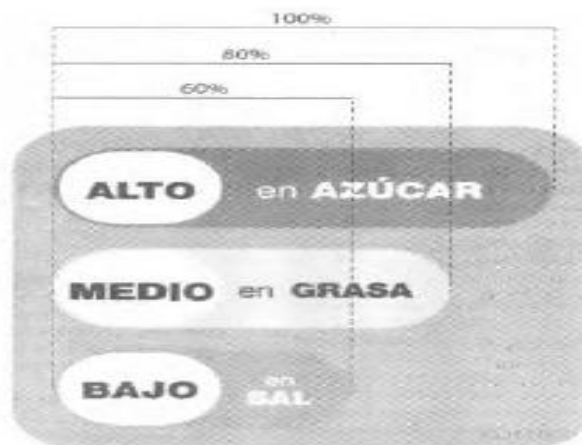 100%
80%
60%
ALTO en AZÚCAR
MEDIO en GRASA
BAJO en
SAL